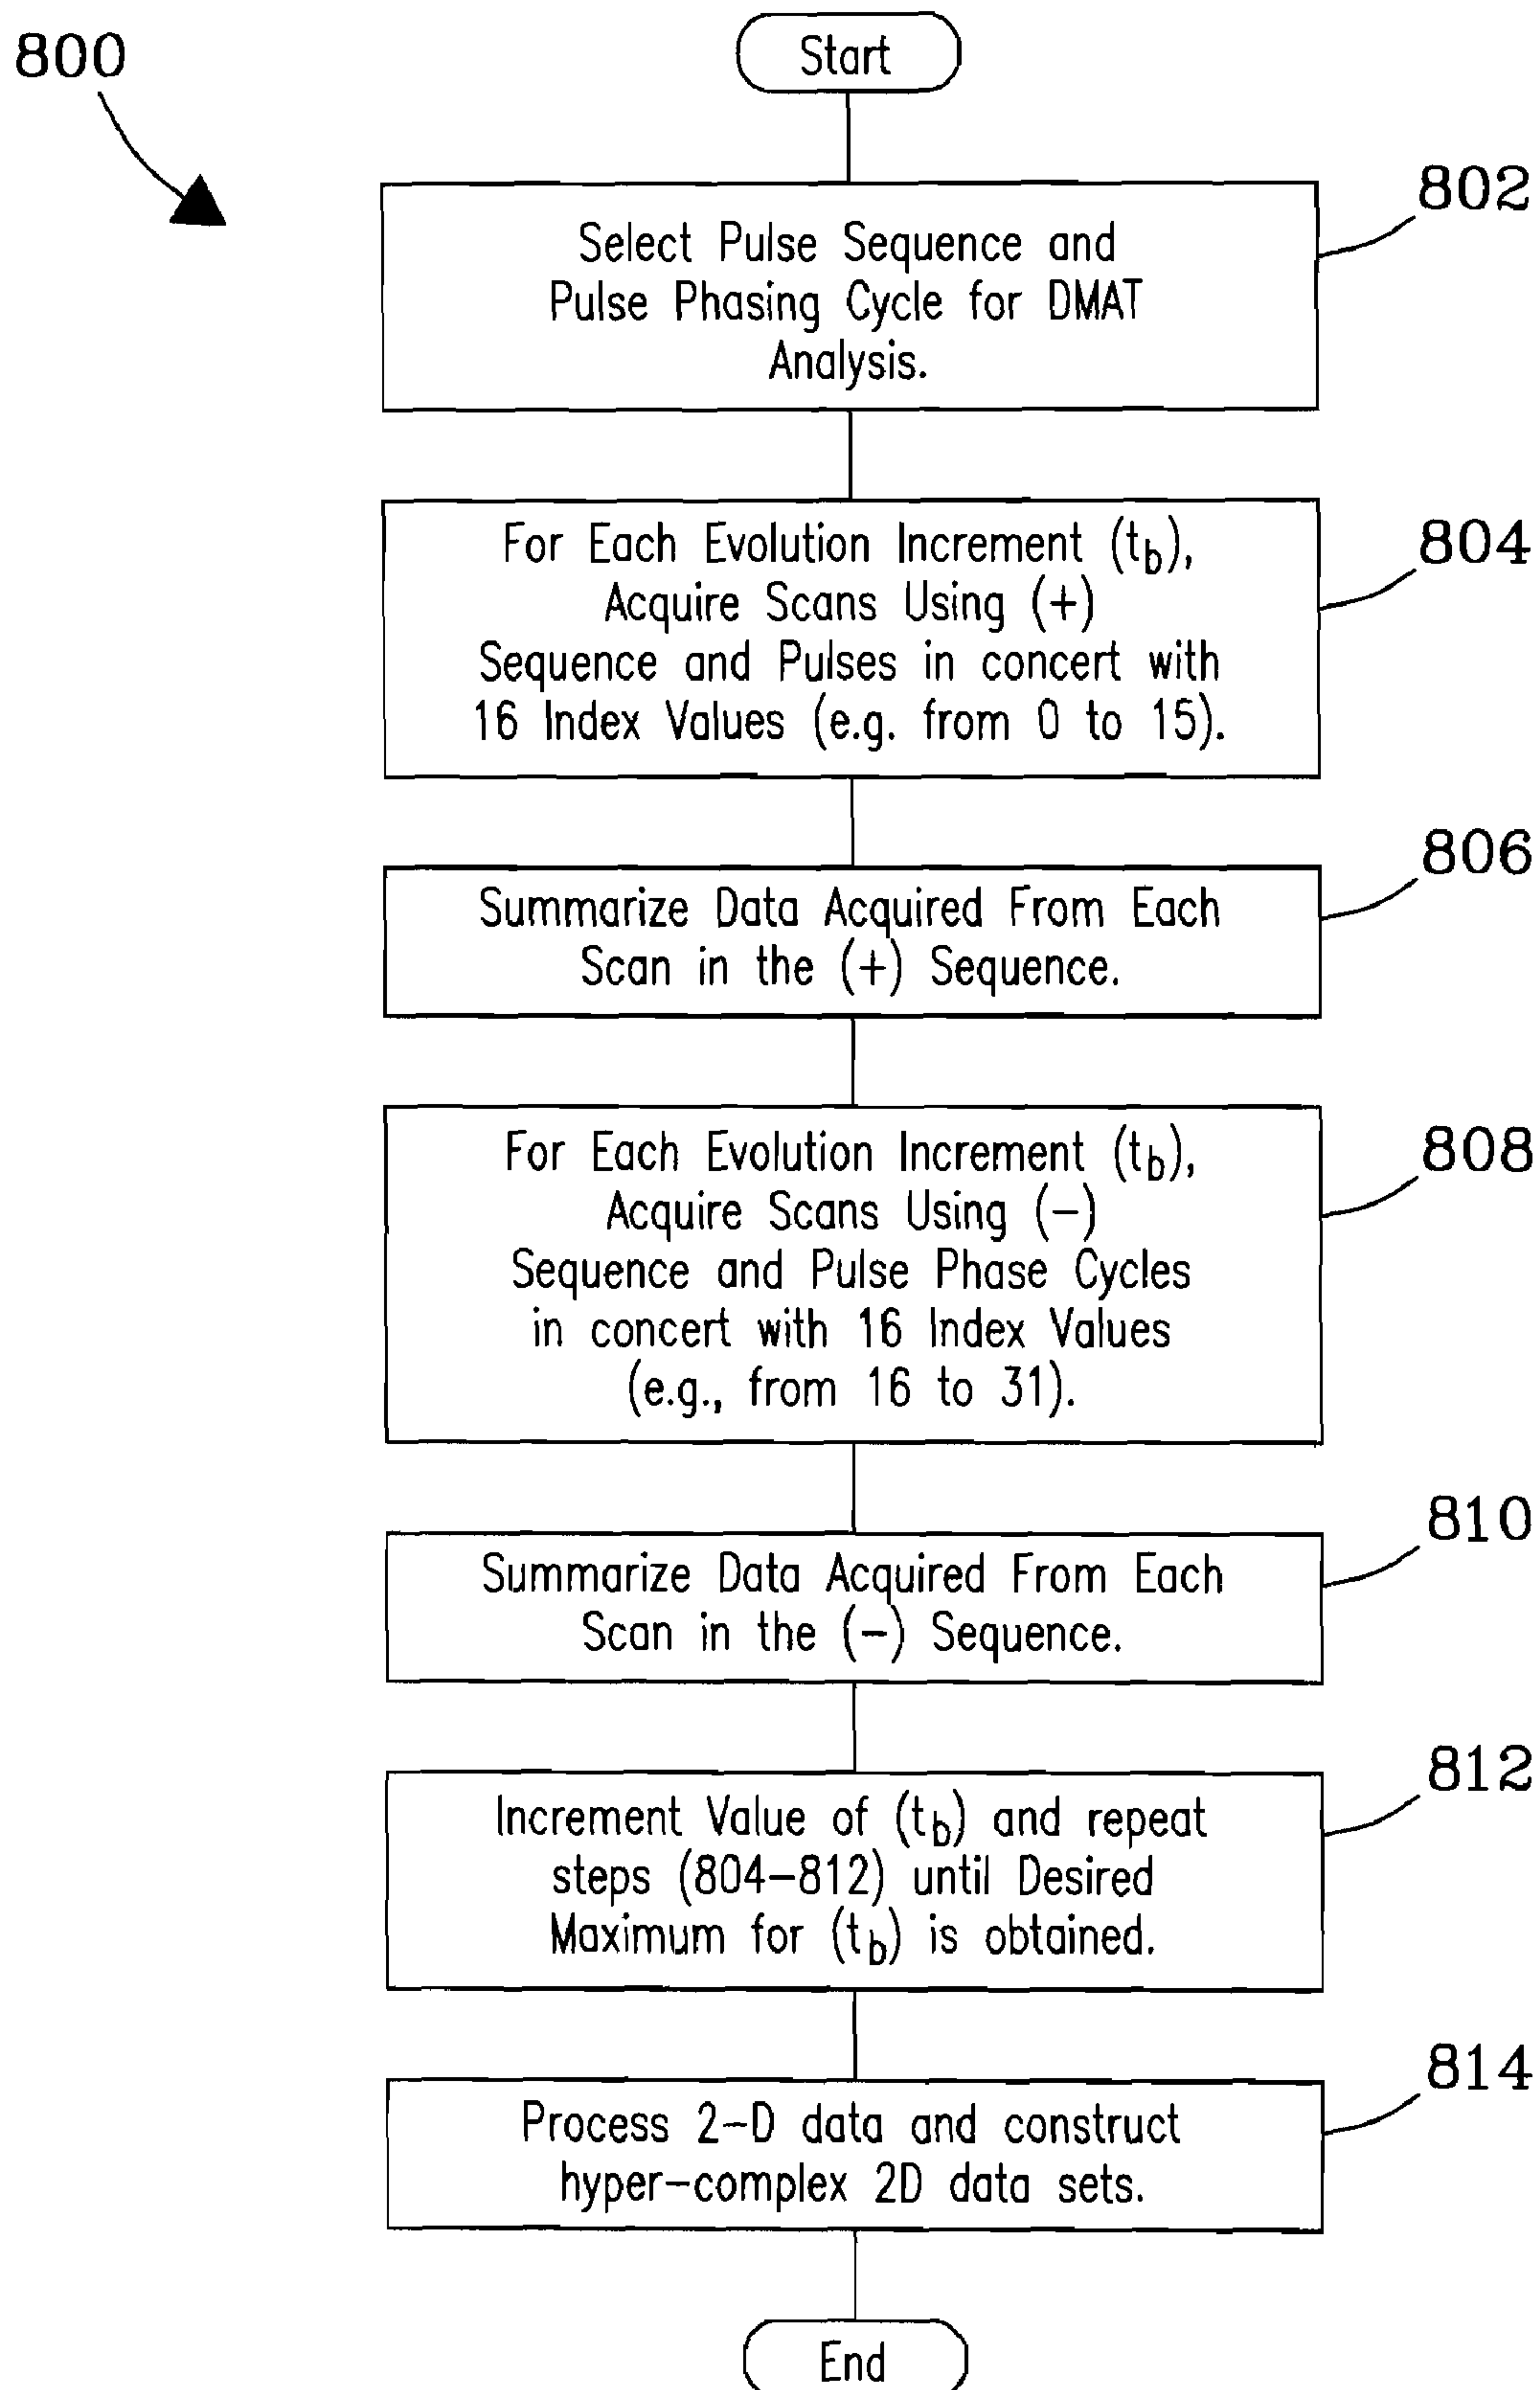 800
Start
802
Select Pulse Sequence and
Pulse Phasing Cycle for DMAT
Analysis.
804
For Each Evolution Increment (tb),
Acquire Scans Using (+)
Sequence and Pulses in concert with
16 Index Values (e.g. from 0 to 15).
806
Summarize Data Acquired From Each
Scan in the (+) Sequence.
808
For Each Evolution Increment (tb),
Acquire Scans Using (−)
Sequence and Pulse Phase Cycles
in concert with 16 Index Values
(e.g., from 16 to 31).
810
Summarize Data Acquired From Each
Scan in the (−) Sequence.
812
Increment Value of (tb) and repeat
steps (804−812) until Desired
Maximum for (tb) is obtained.
814
Process 2−D data and construct
hyper−complex 2D data sets.
End